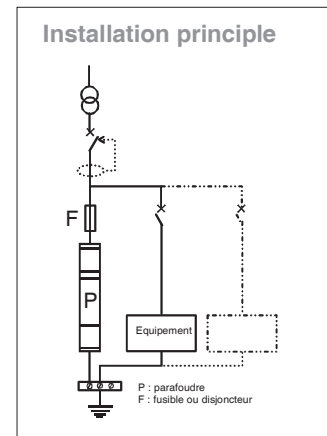 Installation principle
F
P
Equipement
P : parafoudre
F : fusible ou disjoncteur